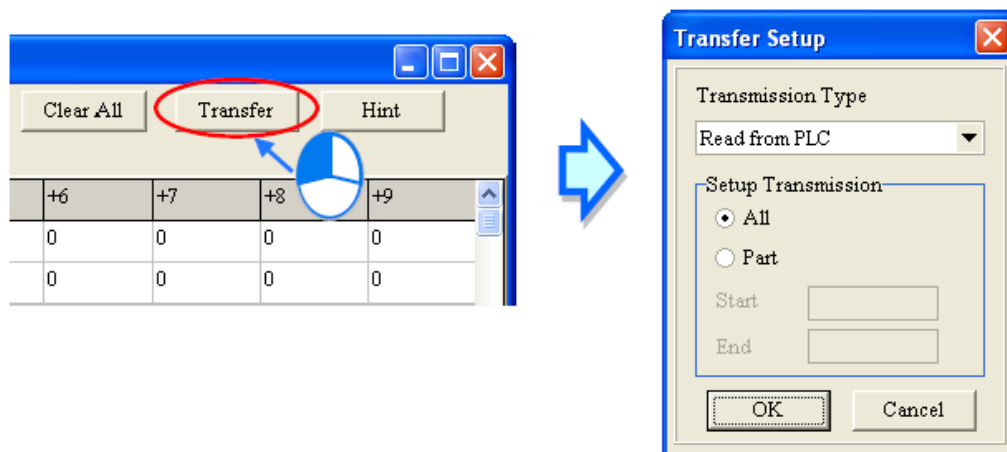 Clear All Transfer Hint
+6 +7 +8 +9
0 0 0 0
0 0 0 0
Transfer Setup
Transmission Type
Read from PLC
Setup Transmission
All
Part
Start
End
OK Cancel